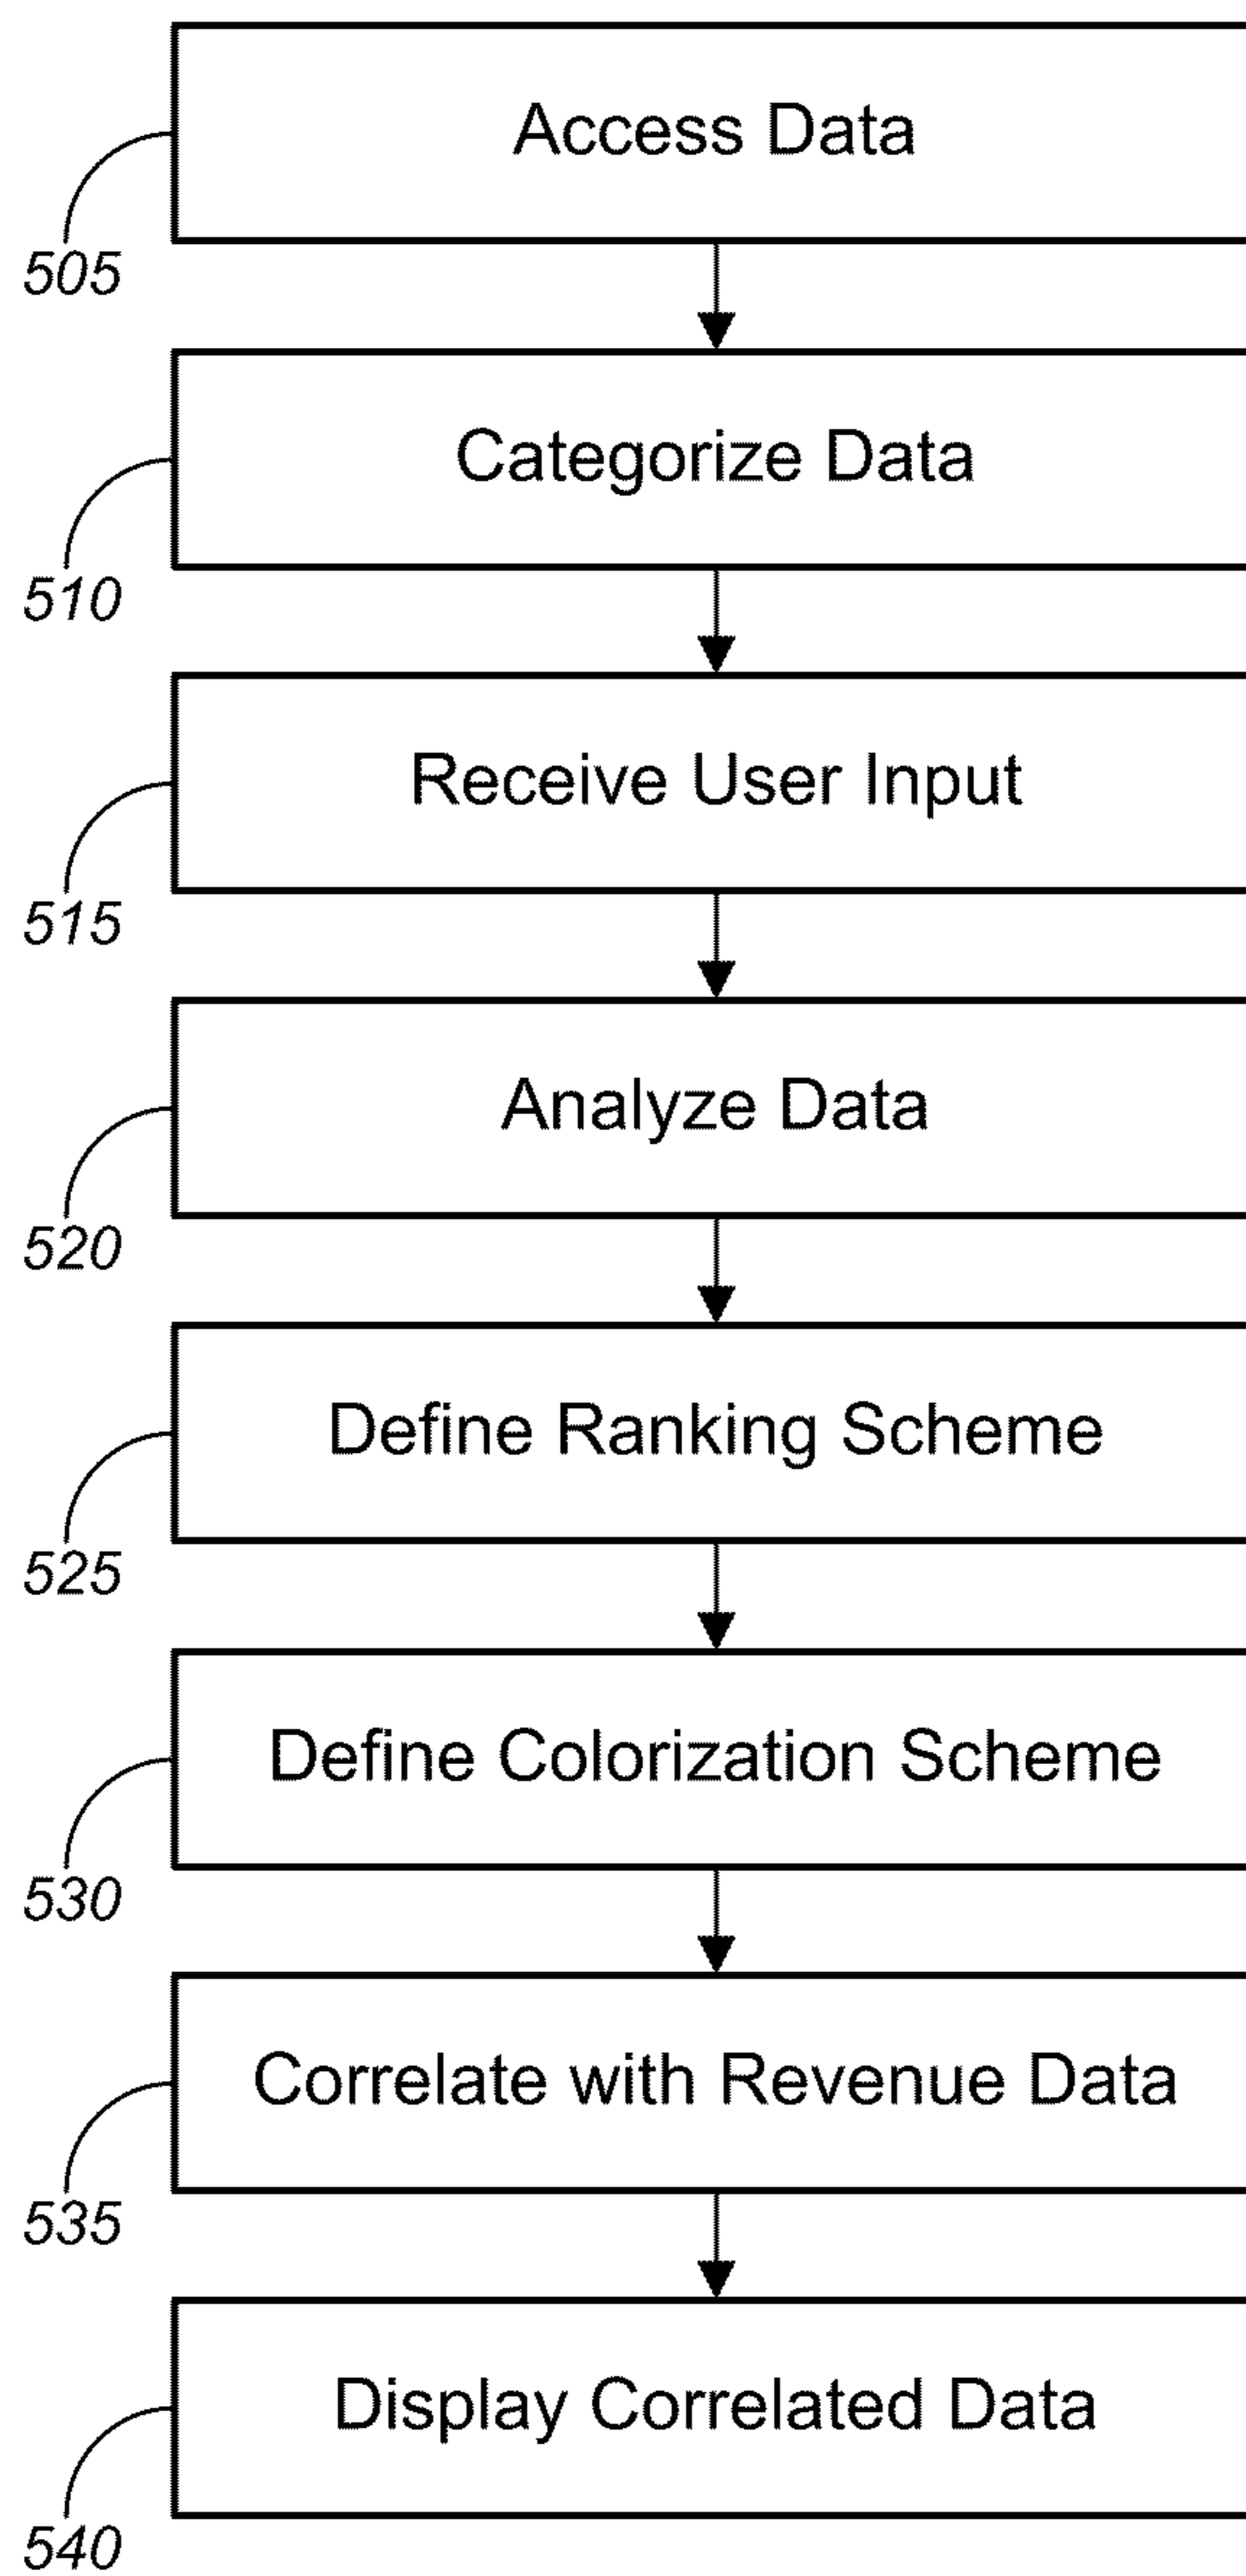 Access Data
505
Categorize Data
510
Receive User Input
515
Analyze Data
520
Define Ranking Scheme
525
Define Colorization Scheme
530
Correlate with Revenue Data
535
Display Correlated Data
540